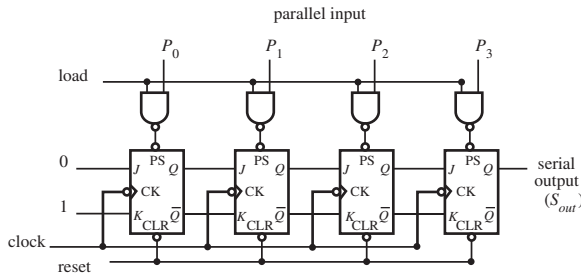 parallel input
P0 P1 P2 P3
load
PS PS PS PS
0 J Q J Q J Q J Q serial
output
(Sout)
CK CK CK CK
1 K Q̅ K Q̅ K Q̅ K Q̅
CLR CLR CLR CLR
clock
reset